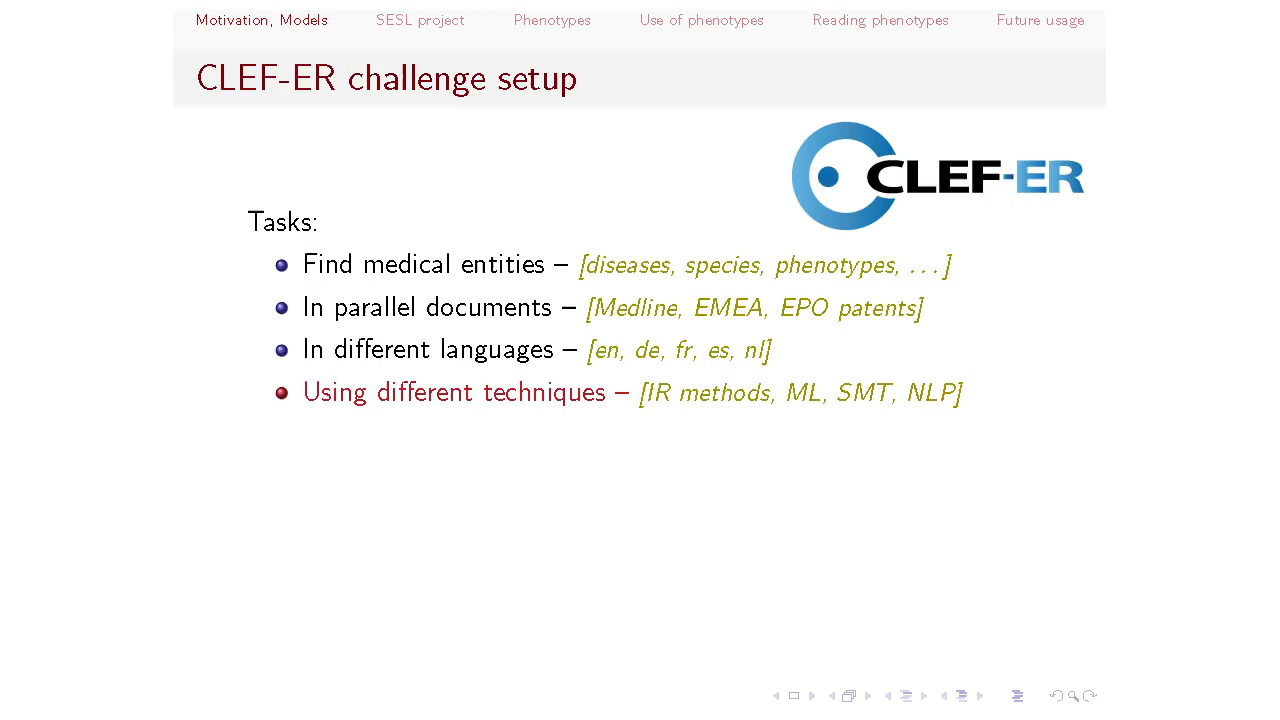 Motivation, Models SESL project Phenotypes Use of phenotypes Reading phenotypes Future usage
CLEF-ER challenge setup
CLEF-ER
Tasks:
Find medical entities – [diseases, species, phenotypes, ...]
In parallel documents – [Medline, EMEA, EPO patents]
In different languages – [en, de, fr, es, nl]
Using different techniques – [IR methods, ML, SMT, NLP]